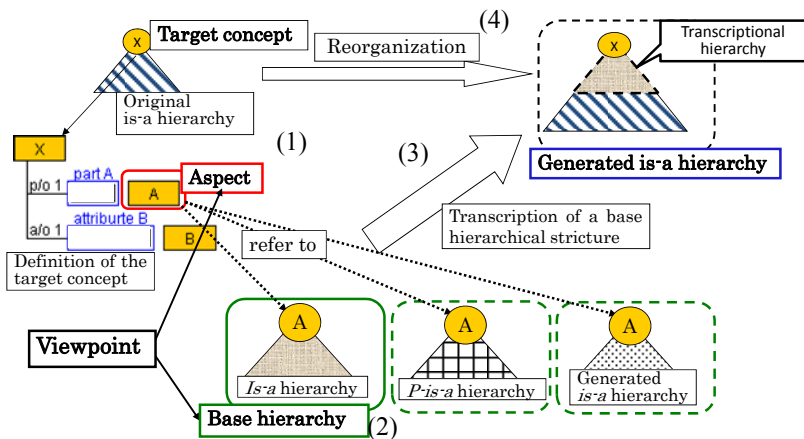 (4)
x
Target concept
Reorganization
x
Transcriptional
hierarchy
Original
is-a hierarchy
(1)
(3)
X
part A
p/o 1
A
Aspect
Generated is-a hierarchy
attriburte B
a/o 1
B
refer to
Transcription of a base
hierarchical stricture
Definition of the
target concept
Viewpoint
A
A
A
Is-a hierarchy
P-is-a hierarchy
Generated
is-a hierarchy
Base hierarchy
(2)